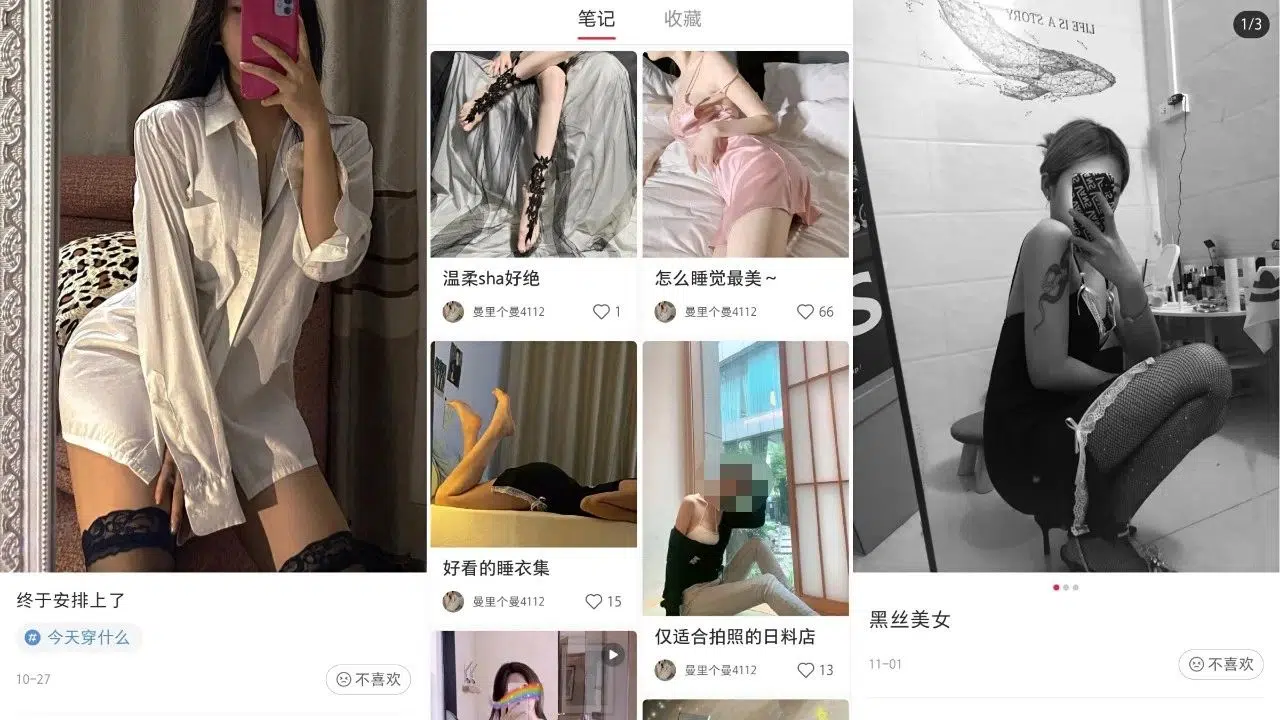 终于安排上了
# 今天穿什么
10-27
不喜欢
笔记
收藏
温柔sha好绝
曼里个曼4112
1
怎么睡觉最美~
曼里个曼4112
66
好看的睡衣集
曼里个曼4112
15
仅适合拍照的日料店
曼里个曼4112
13
1/3
LIFE IS A STORY
黑丝美女
11-01
不喜欢